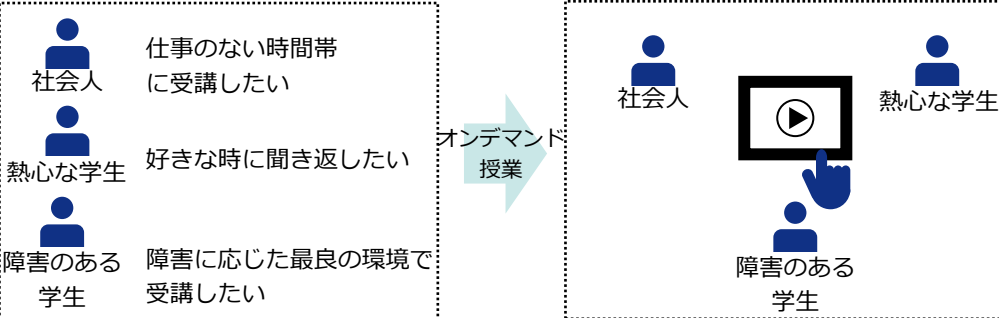 社会人
仕事のない時間帯
に受講したい
熱心な学生
好きな時に聞き返したい
障害のある
学生
障害に応じた最良の環境で
受講したい
オンデマンド
授業
社会人
熱心な学生
障害のある
学生